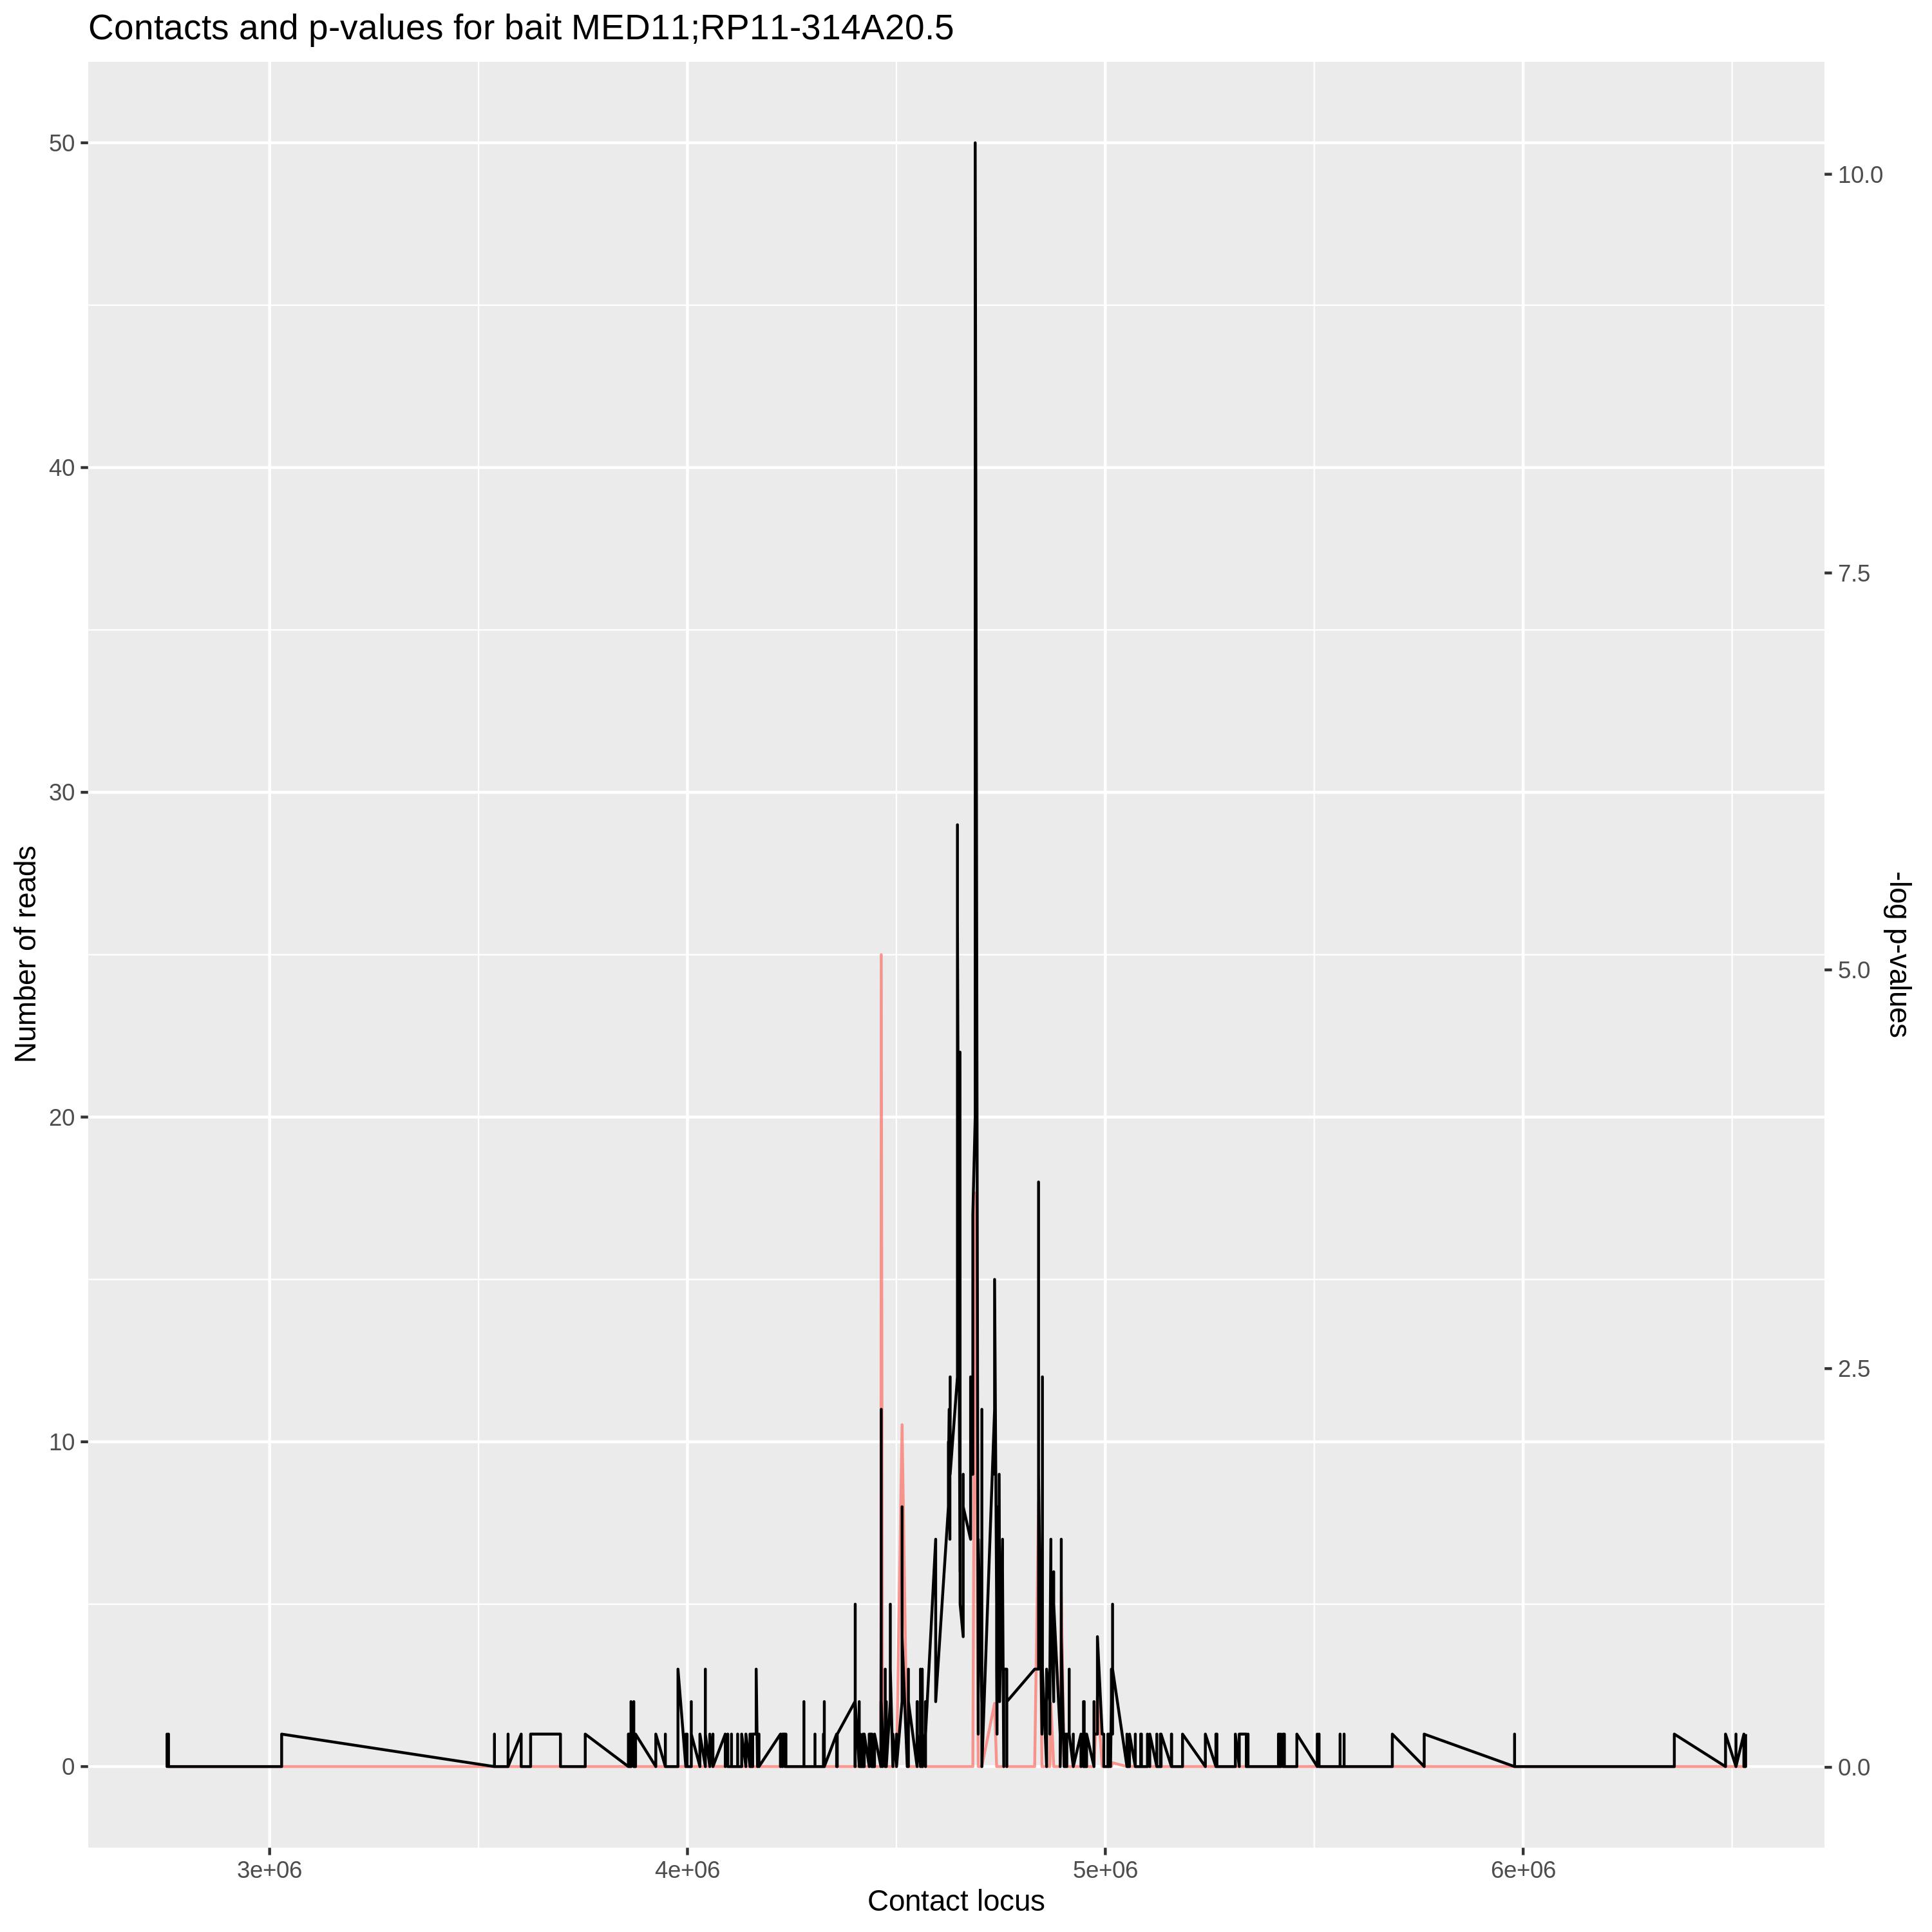 Contacts and p-values for bait MED11;RP11-314A20.5
50
40
30
20
10
0
Number of reads
10.0
7.5
5.0
2.5
0.0
-log p-values
3e+06
4e+06
5e+06
6e+06
Contact locus